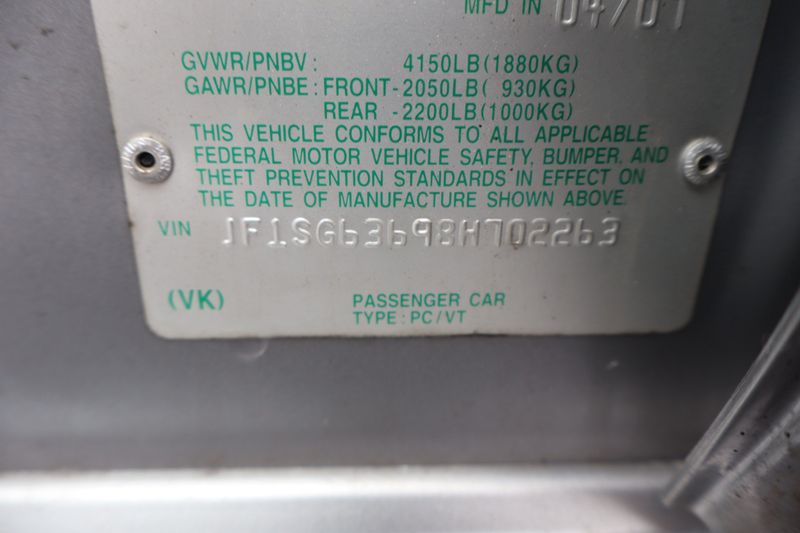 MFD IN 04/07
GVWR/PNBV: 4150LB(1880KG)
GAWR/PNBE: FRONT-2050LB( 930KG)
REAR -2200LB(1000KG)
THIS VEHICLE CONFORMS TO ALL APPLICABLE
FEDERAL MOTOR VEHICLE SAFETY, BUMPER, AND
THEFT PREVENTION STANDARDS IN EFFECT ON
THE DATE OF MANUFACTURE SHOWN ABOVE.
VIN JF1SG63698H702263
(VK) PASSENGER CAR
TYPE: PC/VT